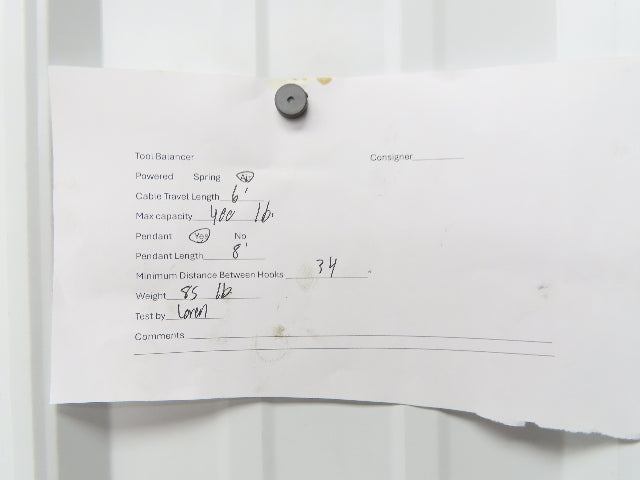 Tool Balancer Consigner
Powered Spring Air
Cable Travel Length 6'
Max capacity 400 lb.
Pendant Yes No
Pendant Length 8'
Minimum Distance Between Hooks 34
Weight 85 lb
Test by Loren
Comments